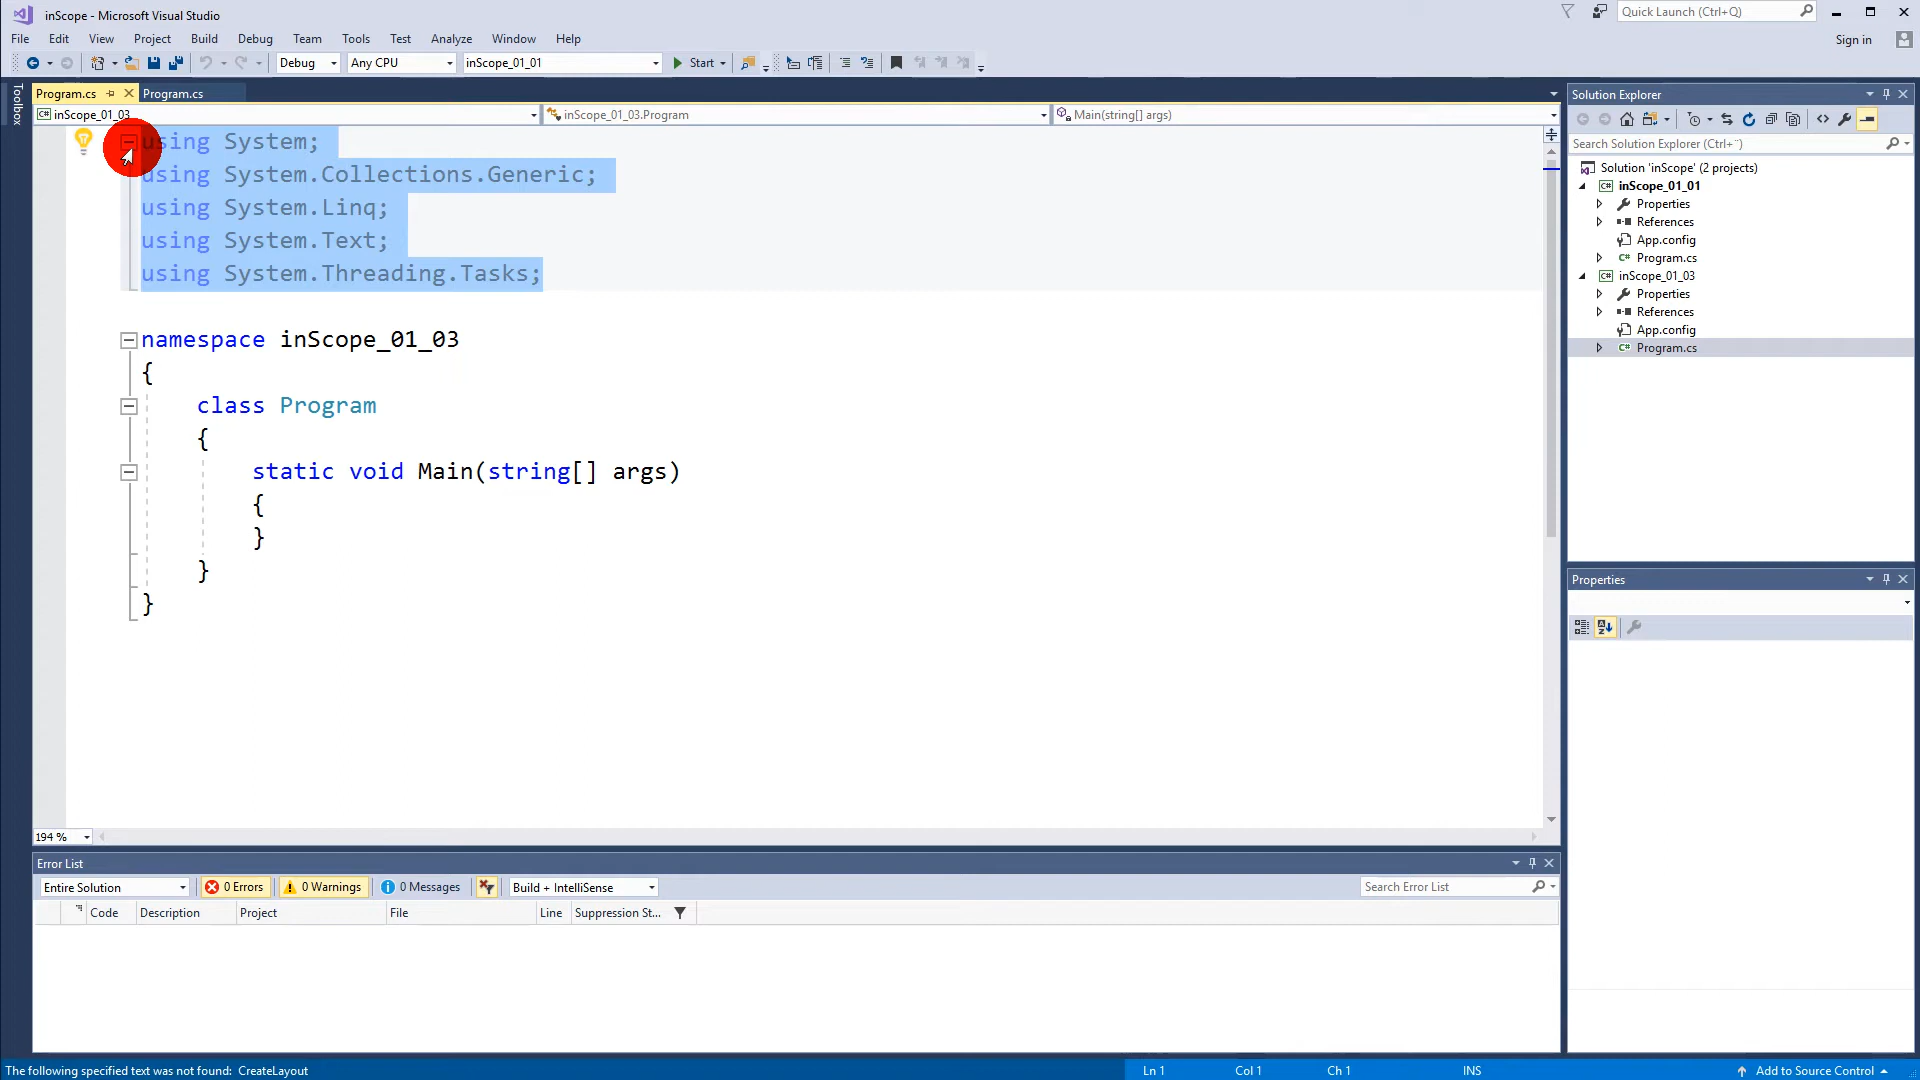 inScope - Microsoft Visual Studio
Quick Launch (Ctrl+Q)
File Edit View Project Build Debug Team Tools Test Analyze Window Help
Sign in
Debug Any CPU inScope_01_01 Start
Toolbox
Program.cs Program.cs
inScope_01_03 inScope_01_03.Program Main(string[] args)
using System;
using System.Collections.Generic;
using System.Linq;
using System.Text;
using System.Threading.Tasks;
namespace inScope_01_03
{
class Program
{
static void Main(string[] args)
{
}
}
}
194 %
Solution Explorer
Search Solution Explorer (Ctrl+¨)
Solution 'inScope' (2 projects)
inScope_01_01
Properties
References
App.config
Program.cs
inScope_01_03
Properties
References
App.config
Program.cs
Properties
Error List
Entire Solution 0 Errors 0 Warnings 0 Messages Build + IntelliSense Search Error List
Code Description Project File Line Suppression St...
The following specified text was not found: CreateLayout
Ln 1 Col 1 Ch 1 INS Add to Source Control